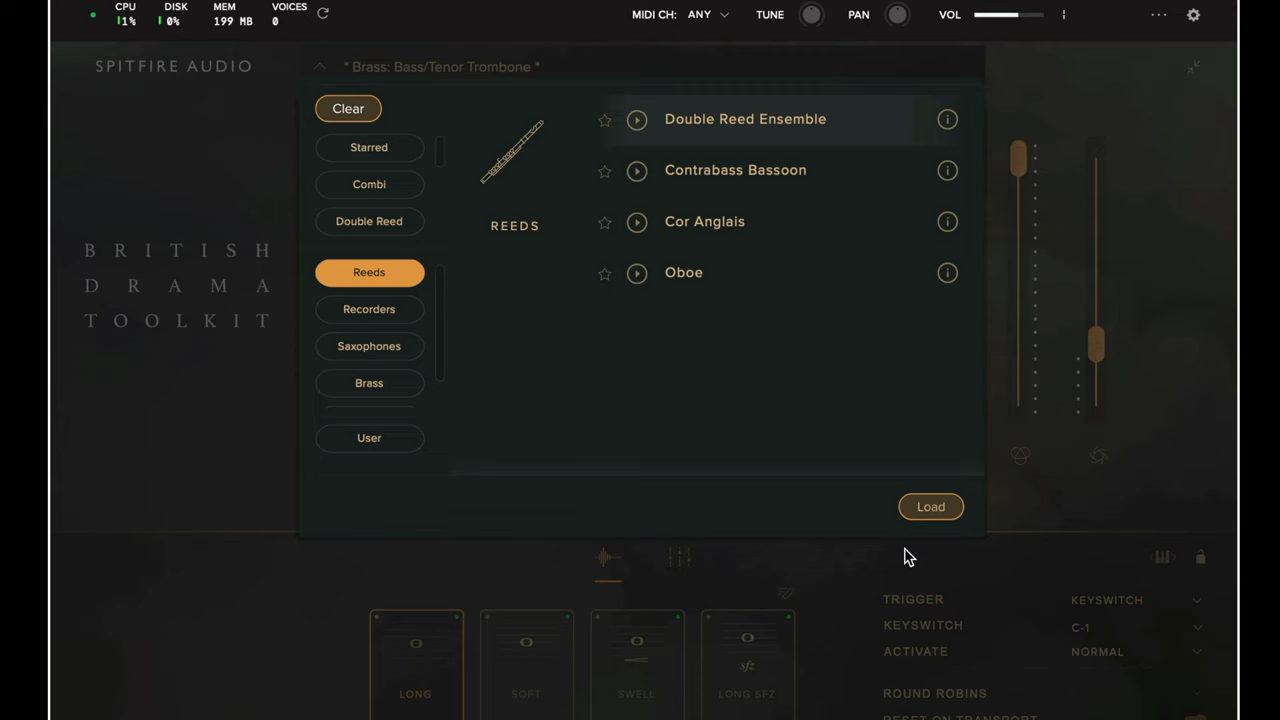 CPU DISK MEM VOICES
1% 0% 199 MB 0
MIDI CH: ANY TUNE PAN VOL
SPITFIRE AUDIO
* Brass: Bass/Tenor Trombone *
Clear
Starred
Combi
Double Reed
Reeds
Recorders
Saxophones
Brass
User
REEDS
Double Reed Ensemble
Contrabass Bassoon
Cor Anglais
Oboe
Load
BRITISH
DRAMA
TOOLKIT
TRIGGER KEYSWITCH
KEYSWITCH C-1
ACTIVATE NORMAL
ROUND ROBINS
RESET ON TRANSPORT
sfz
LONG SOFT SWELL LONG SFZ